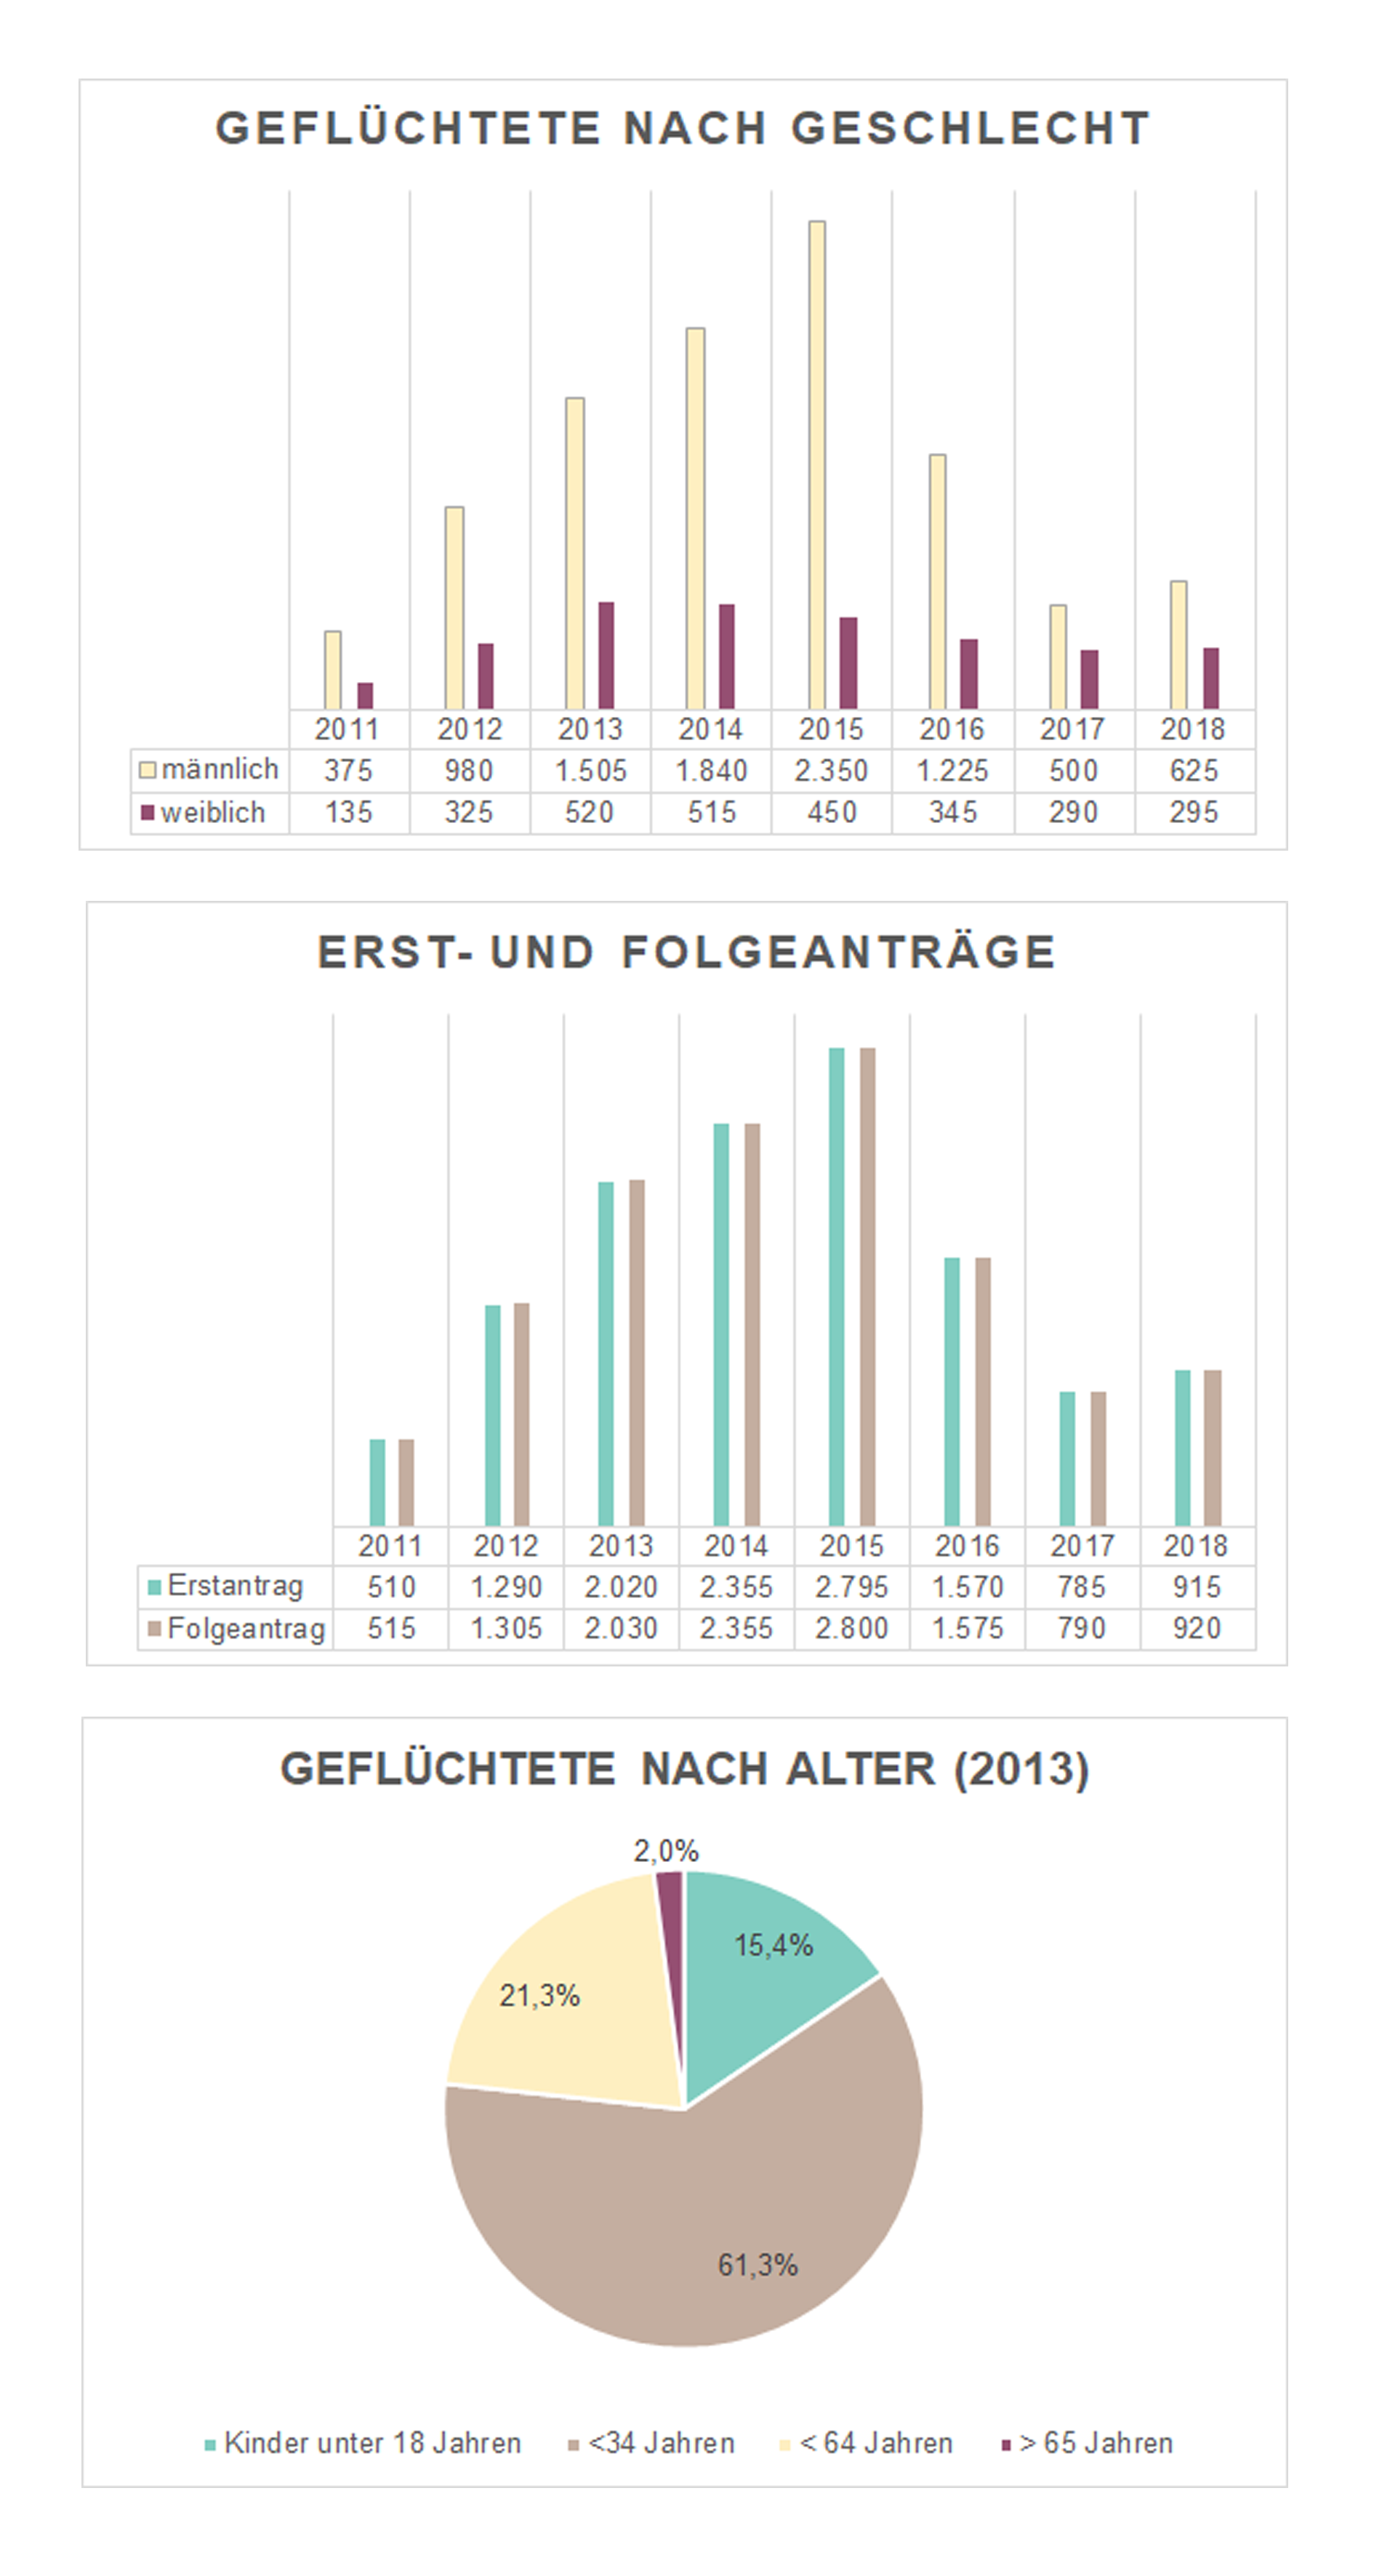 GEFLÜCHTETE NACH GESCHLECHT
2011 2012 2013 2014 2015 2016 2017 2018
männlich 375 980 1.505 1.840 2.350 1.225 500 625
weiblich 135 325 520 515 450 345 290 295
ERST- UND FOLGEANTRÄGE
2011 2012 2013 2014 2015 2016 2017 2018
Erstantrag 510 1.290 2.020 2.355 2.795 1.570 785 915
Folgeantrag 515 1.305 2.030 2.355 2.800 1.575 790 920
GEFLÜCHTETE NACH ALTER (2013)
2,0%
15,4%
21,3%
61,3%
Kinder unter 18 Jahren <34 Jahren < 64 Jahren > 65 Jahren